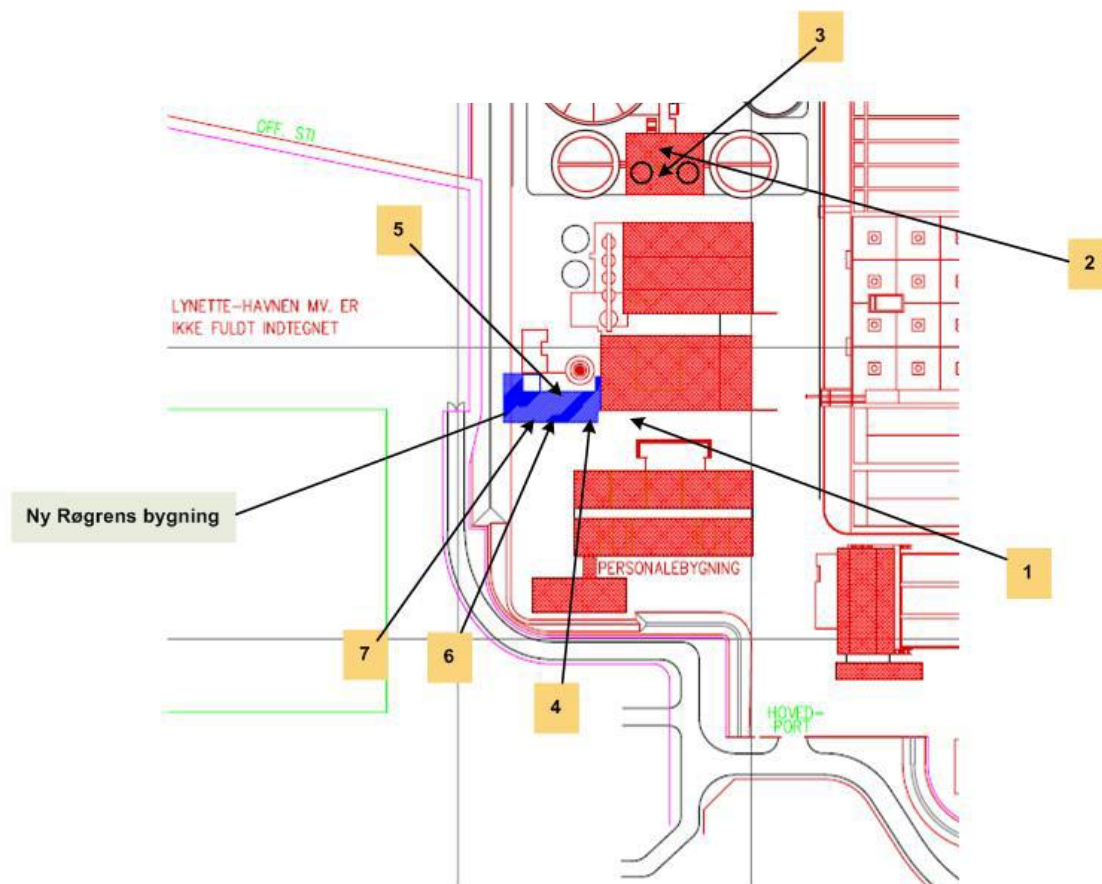 3
OFF. STI
5
2
LYNETTE-HAVNEN MV. ER
IKKE FULDT INDTEGNET
Ny Røgrens bygning
PERSONALEBYGNING
1
7
6
4
HOVED-
PORT